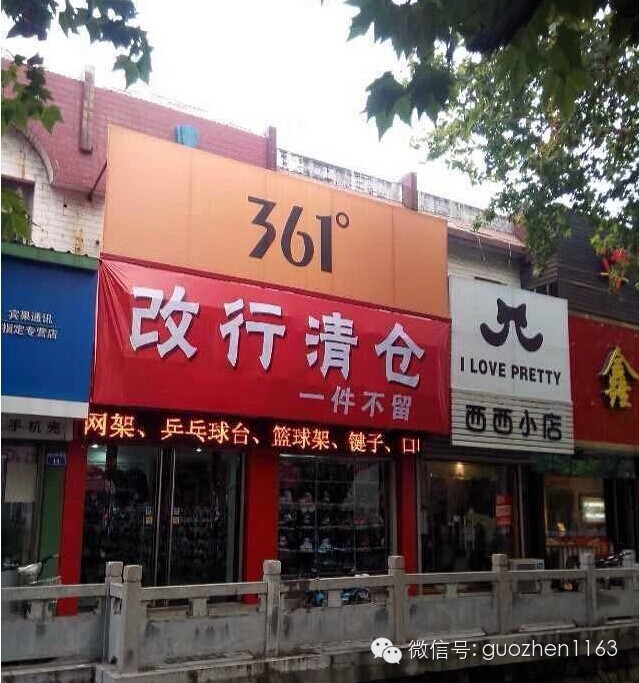 361°
改行清仓
一件不留
网架、乒乓球台、篮球架、毽子、口
宾果通讯
指定专营店
手机壳
I LOVE PRETTY
西西小店
微信号: guozhen1163